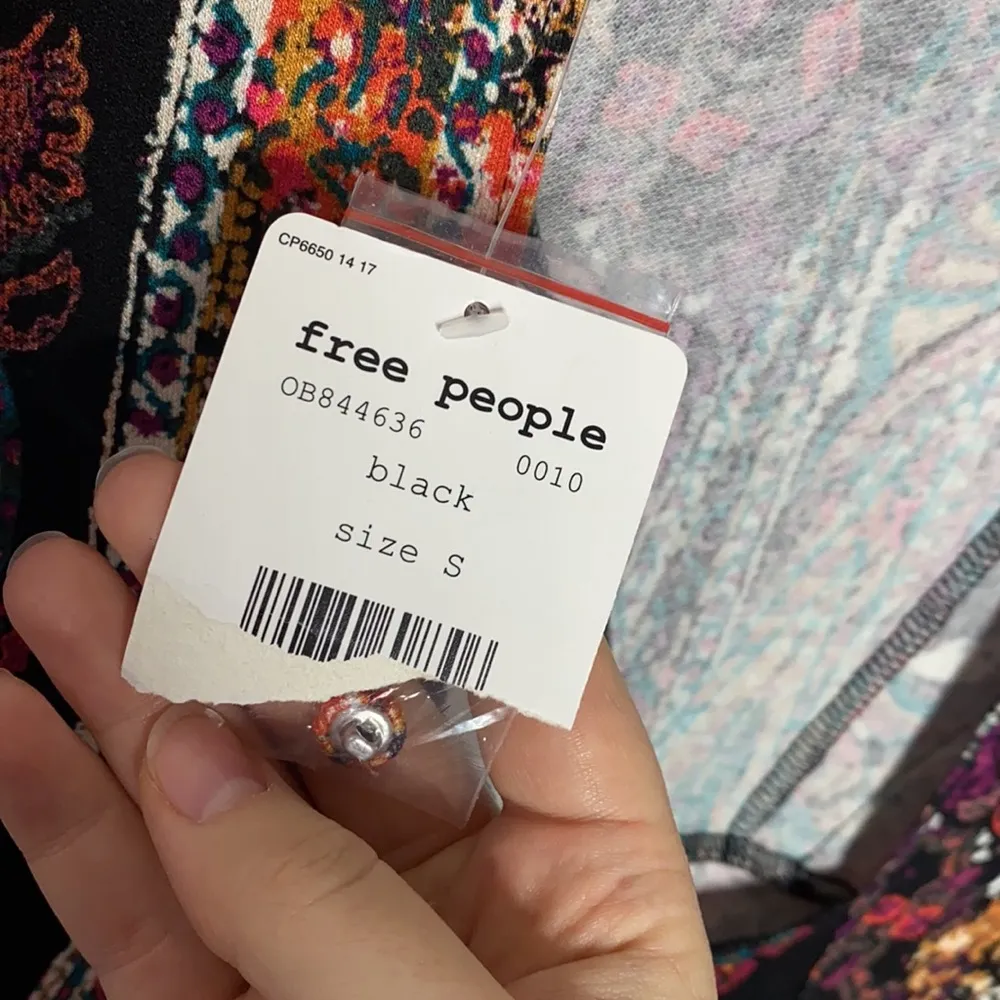 CP6650 14 17
free people
OB844636 0010
black
size S